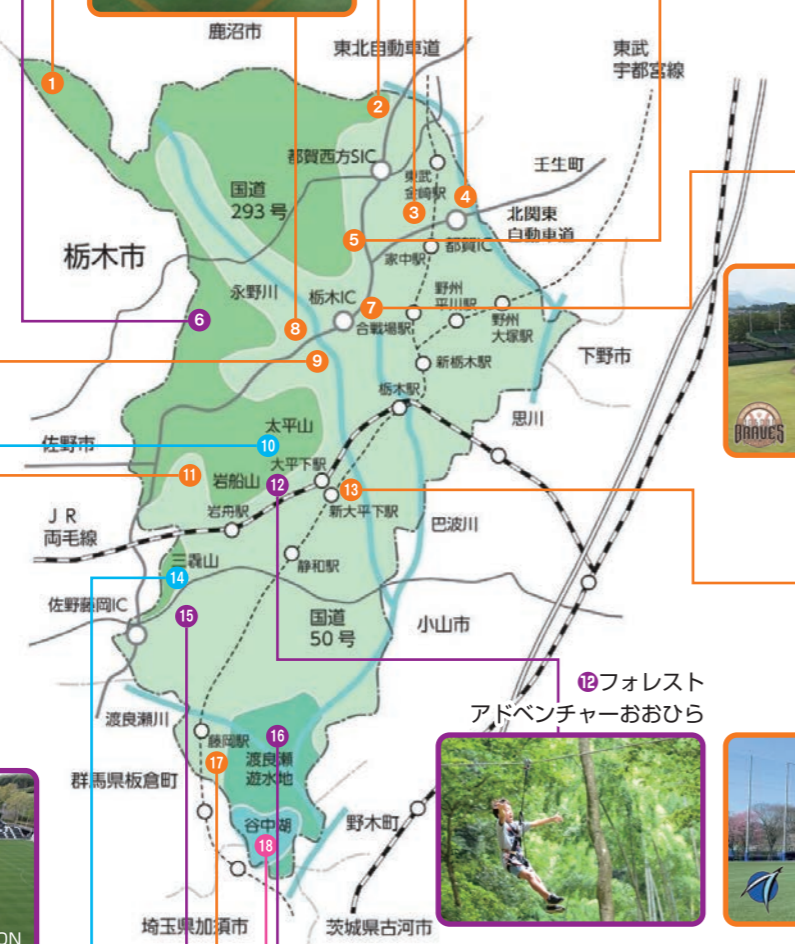 鹿沼市
東北自動車道
東武
宇都宮線
1
2
都賀西方SIC
東武
金崎駅
壬生町
国道
293号
3
4
北関東
自動車道
栃木市
5
家中駅
都賀IC
永野川
栃木IC
7
野州
平川駅
6
8
合戦場駅
野州
大塚駅
9
新栃木駅
下野市
栃木駅
思川
太平山
佐野市
10
大平下駅
11
岩船山
12
13
BRAVES
JR
両毛線
岩舟駅
新大平下駅
巴波川
三毳山
静和駅
14
佐野藤岡IC
15
国道
50号
小山市
12フォレスト
アドベンチャーおおひら
渡良瀬川
藤岡駅
16
17
渡良瀬
遊水地
群馬県板倉町
谷中湖
野木町
18
埼玉県加須市
茨城県古河市
ON